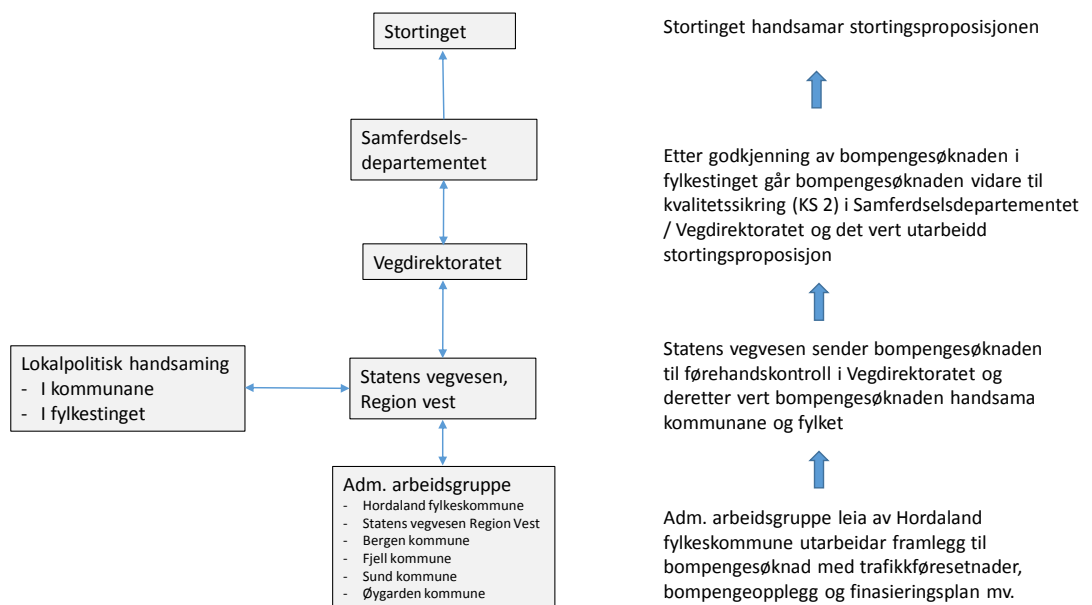 Stortinget
Samferdsels-
departementet
Vegdirektoratet
Lokalpolitisk handsaming
- I kommunane
- I fylkestinget
Statens vegvesen,
Region vest
Adm. arbeidsgruppe
- Hordaland fylkeskommune
- Statens vegvesen Region Vest
- Bergen kommune
- Fjell kommune
- Sund kommune
- Øygarden kommune
Stortinget handsamar stortingsproposisjonen
Etter godkjenning av bompengesøknaden i
fylkestinget går bompengesøknaden vidare til
kvalitetssikring (KS 2) i Samferdselsdepartementet
/ Vegdirektoratet og det vert utarbeidd
stortingsproposisjon
Statens vegvesen sender bompengesøknaden
til førehandskontroll i Vegdirektoratet og
deretter vert bompengesøknaden handsama
kommunane og fylket
Adm. arbeidsgruppe leia av Hordaland
fylkeskommune utarbeidar framlegg til
bompengesøknad med trafikkføresetnader,
bompengeopplegg og finasieringsplan mv.